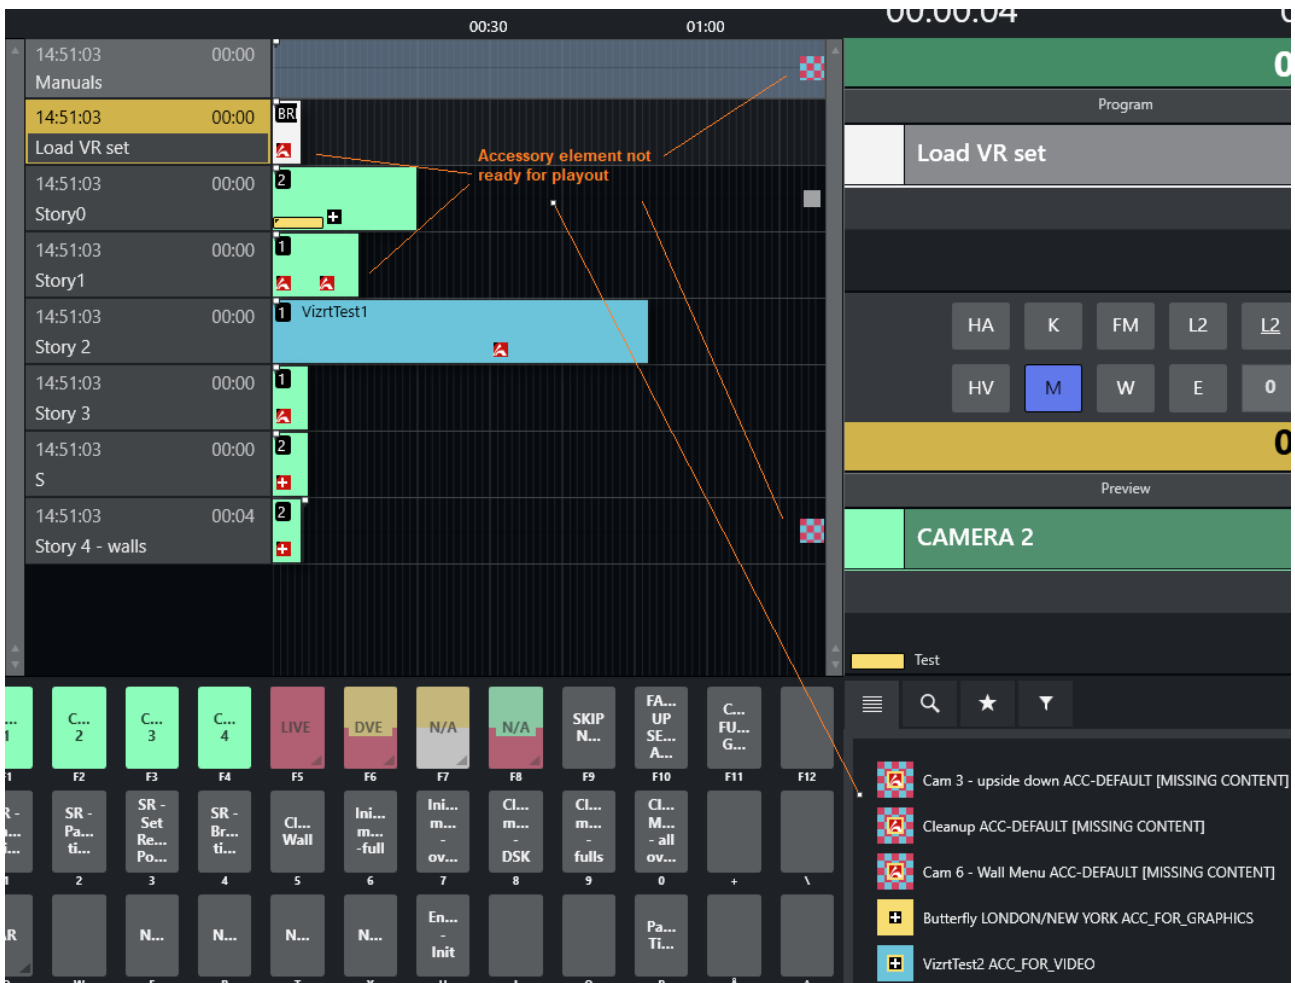 00:30
01:00
00:00:04
14:51:03 00:00
Manuals
14:51:03 00:00
Load VR set
14:51:03 00:00
Story0
14:51:03 00:00
Story1
14:51:03 00:00
Story 2
14:51:03 00:00
Story 3
14:51:03 00:00
S
14:51:03 00:04
Story 4 - walls
2
1
1 VizrtTest1
1
2
2
Accessory element not
ready for playout
0
Program
Load VR set
HA K FM L2 L2
HV M W E 0
0
Preview
CAMERA 2
Test
Cam 3 - upside down ACC-DEFAULT [MISSING CONTENT]
Cleanup ACC-DEFAULT [MISSING CONTENT]
Cam 6 - Wall Menu ACC-DEFAULT [MISSING CONTENT]
Butterfly LONDON/NEW YORK ACC_FOR_GRAPHICS
VizrtTest2 ACC_FOR_VIDEO
C...
2
C...
3
C...
4
LIVE
DVE
N/A
N/A
SKIP
N...
FA...
UP
SE...
A...
C...
FU...
G...
F2 F3 F4 F5 F6 F7 F8 F9 F10 F11 F12
SR -
Pa...
ti...
SR -
Set
Re...
Po...
SR -
Br...
ti...
Cl...
Wall
Ini...
m...
-full
Ini...
m...
-
ov...
Cl...
m...
-
DSK
Cl...
m...
-
fulls
Cl...
M...
- all
ov...
2 3 4 5 6 7 8 9 0 + \
N...
N...
N...
N...
En...
-
Init
Pa...
Ti...